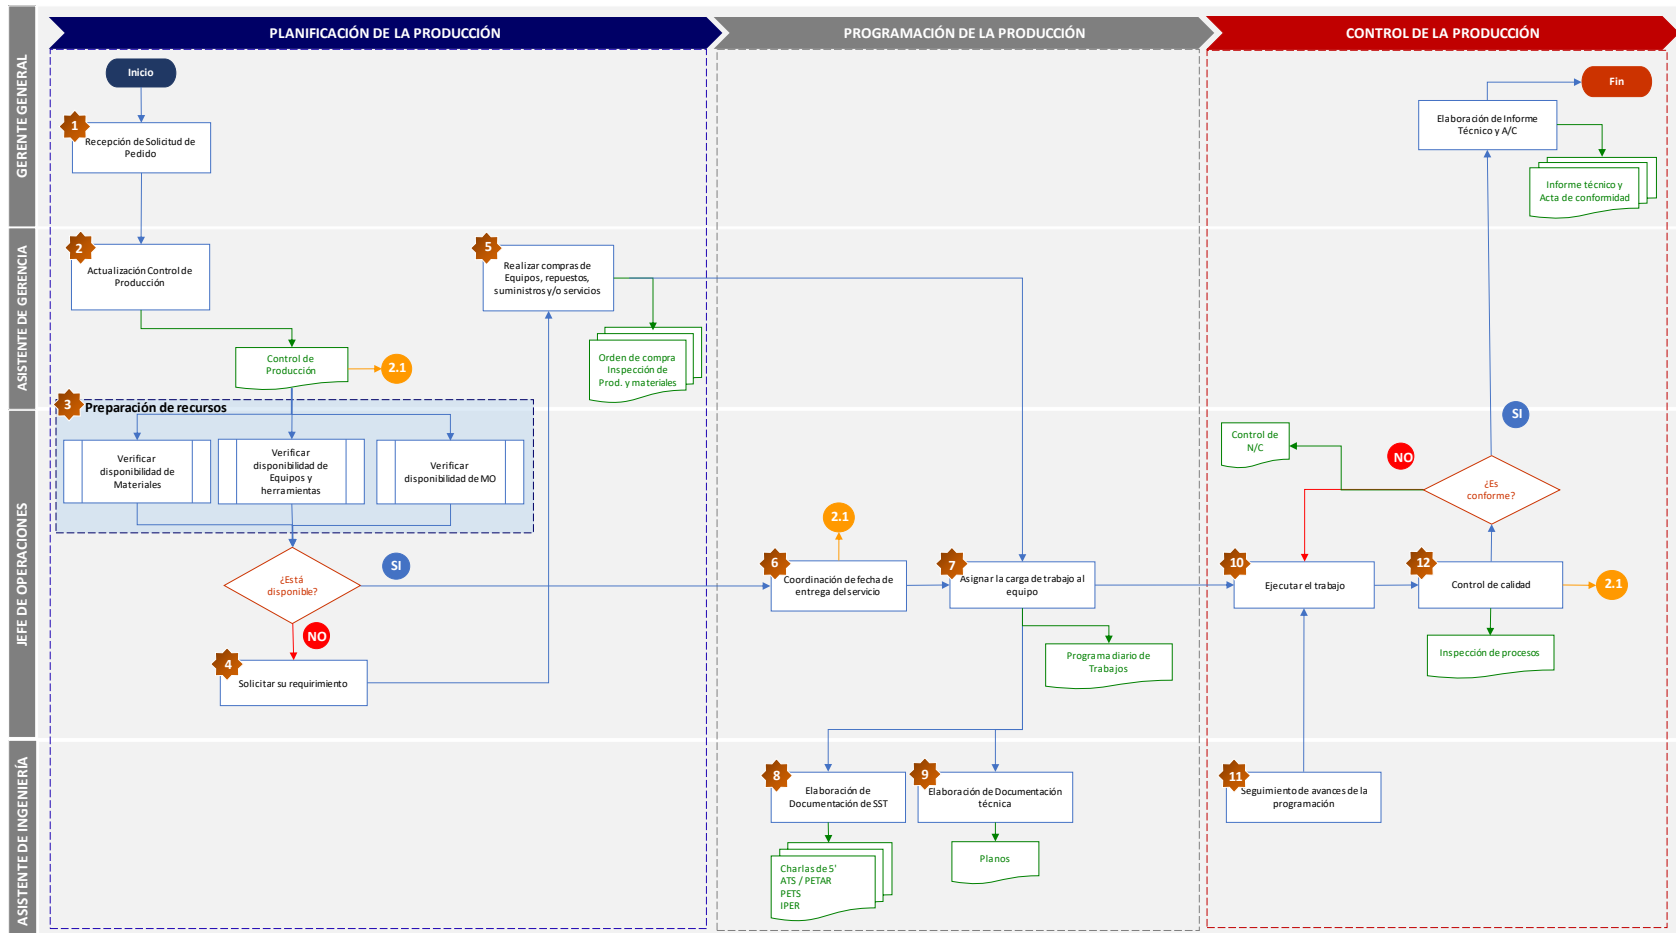 PLANIFICACIÓN DE LA PRODUCCIÓN
PROGRAMACIÓN DE LA PRODUCCIÓN
CONTROL DE LA PRODUCCIÓN
GERENTE GENERAL
Inicio
1
Recepción de Solicitud de
Pedido
Fin
Elaboración de Informe
Técnico y A/C
Informe técnico y
Acta de conformidad
ASISTENTE DE GERENCIA
2
Actualización Control de
Producción
Control de
Producción
2.1
5
Realizar compras de
Equipos, repuestos,
suministros y/o servicios
Orden de compra
Inspección de
Prod. y materiales
JEFE DE OPERACIONES
3
Preparación de recursos
Verificar
disponibilidad de
Materiales
Verificar
disponibilidad de
Equipos y
herramientas
Verificar
disponibilidad de MO
¿Está
disponible?
SI
NO
4
Solicitar su requirimiento
2.1
6
Coordinación de fecha de
entrega del servicio
7
Asignar la carga de trabajo al
equipo
Programa diario de
Trabajos
Control de
N/C
NO
SI
¿Es
conforme?
10
Ejecutar el trabajo
12
Control de calidad
2.1
Inspección de procesos
ASISTENTE DE INGENIERÍA
8
Elaboración de
Documentación de SST
Charlas de 5'
ATS / PETAR
PETS
IPER
9
Elaboración de Documentación
técnica
Planos
11
Seguimiento de avances de la
programación